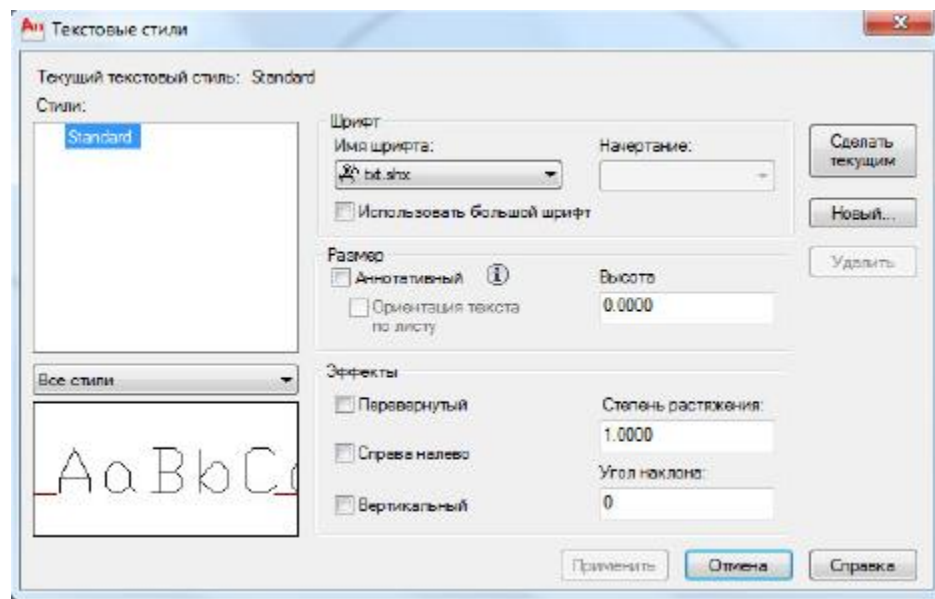 Текстовые стили
Текущий текстовый стиль: Standard
Стили:
Standard
Все стили
AaBbC
Шрифт
Имя шрифта:
txt.shx
Начертание:
Использовать большой шрифт
Размер
Аннотативный
Ориентация текста
по листу
Высота
0.0000
Эффекты
Перевернутый
Справа налево
Вертикальный
Степень растяжения:
1.0000
Угол наклона:
0
Сделать
текущим
Новый...
Удалить
Применить
Отмена
Справка